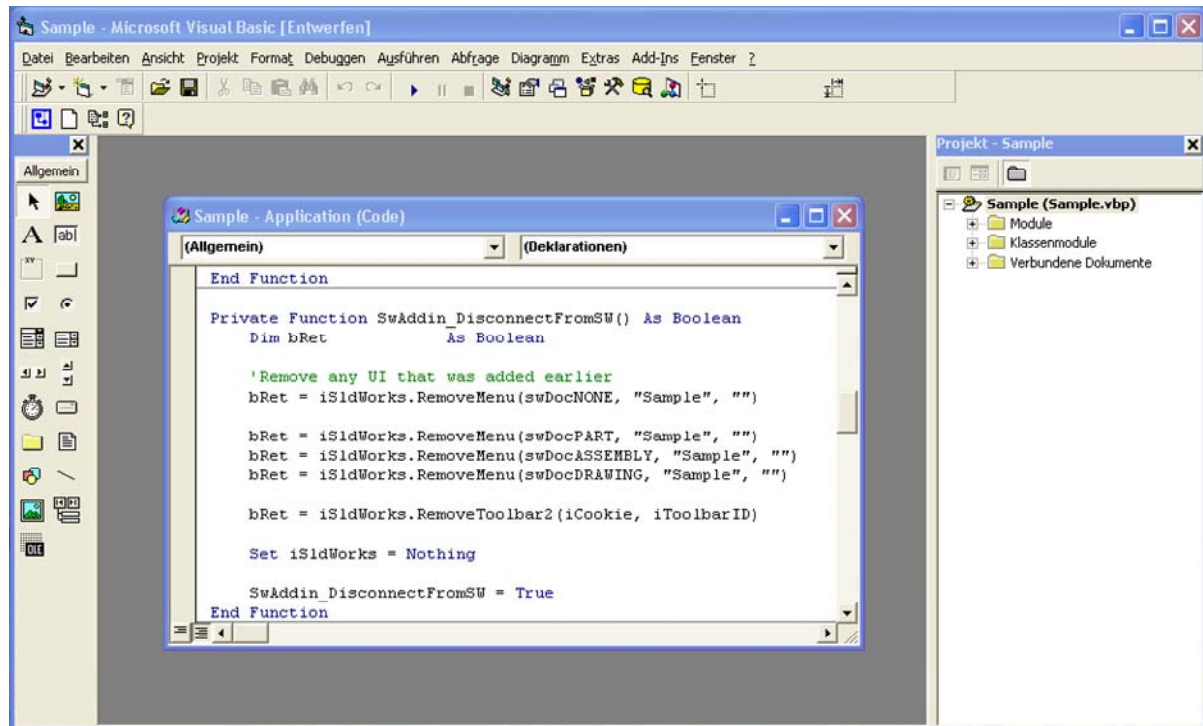 Sample - Microsoft Visual Basic [Entwerfen]
Datei Bearbeiten Ansicht Projekt Format Debuggen Ausführen Abfrage Diagramm Extras Add-Ins Fenster ?
Allgemein
A
ab|
XY
OLE
Sample - Application (Code)
(Allgemein)
(Deklarationen)
End Function
Private Function SwAddin_DisconnectFromSW() As Boolean
Dim bRet As Boolean
'Remove any UI that was added earlier
bRet = iSldWorks.RemoveMenu(swDocNONE, "Sample", "")
bRet = iSldWorks.RemoveMenu(swDocPART, "Sample", "")
bRet = iSldWorks.RemoveMenu(swDocASSEMBLY, "Sample", "")
bRet = iSldWorks.RemoveMenu(swDocDRAWING, "Sample", "")
bRet = iSldWorks.RemoveToolbar2(iCookie, iToolbarID)
Set iSldWorks = Nothing
SwAddin_DisconnectFromSW = True
End Function
Projekt - Sample
Sample (Sample.vbp)
Module
Klassenmodule
Verbundene Dokumente